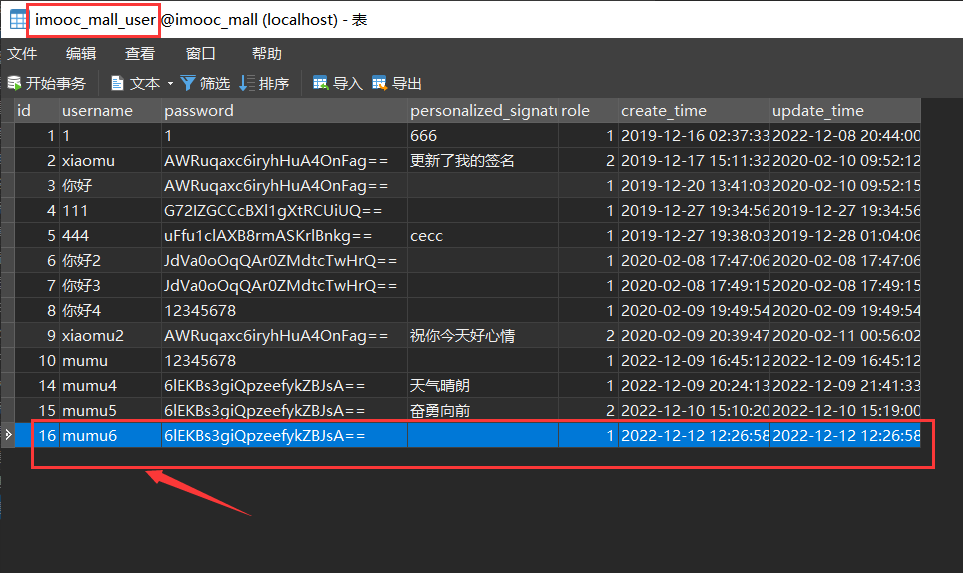 imooc_mall_user @imooc_mall (localhost) - 表
文件 编辑 查看 窗口 帮助
开始事务 文本 筛选 排序 导入 导出
id username password personalized_signatu role create_time update_time
1 1 1 666 1 2019-12-16 02:37:33 2022-12-08 20:44:00
2 xiaomu AWRuqaxc6iryhHuA4OnFag== 更新了我的签名 2 2019-12-17 15:11:32 2020-02-10 09:52:12
3 你好 AWRuqaxc6iryhHuA4OnFag== 1 2019-12-20 13:41:03 2020-02-10 09:52:15
4 111 G72lZGCCcBXl1gXtRCUiUQ== 1 2019-12-27 19:34:56 2019-12-27 19:34:56
5 444 uFfu1clAXB8rmASKrlBnkg== cecc 1 2019-12-27 19:38:03 2019-12-28 01:04:06
6 你好2 JdVa0oOqQAr0ZMdtcTwHrQ== 1 2020-02-08 17:47:06 2020-02-08 17:47:06
7 你好3 JdVa0oOqQAr0ZMdtcTwHrQ== 1 2020-02-08 17:49:15 2020-02-08 17:49:15
8 你好4 12345678 1 2020-02-09 19:49:54 2020-02-09 19:49:54
9 xiaomu2 AWRuqaxc6iryhHuA4OnFag== 祝你今天好心情 2 2020-02-09 20:39:47 2020-02-11 00:56:02
10 mumu 12345678 1 2022-12-09 16:45:12 2022-12-09 16:45:12
14 mumu4 6lEKBs3giQpzeefykZBJsA== 天气晴朗 1 2022-12-09 20:24:13 2022-12-09 21:41:33
15 mumu5 6lEKBs3giQpzeefykZBJsA== 奋勇向前 2 2022-12-10 15:10:20 2022-12-10 15:19:00
16 mumu6 6lEKBs3giQpzeefykZBJsA== 1 2022-12-12 12:26:58 2022-12-12 12:26:58